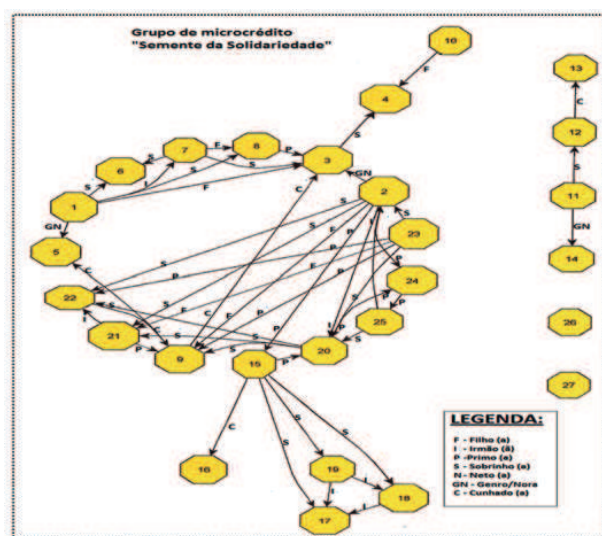 Grupo de microcrédito
"Semente da Solidariedade"
10
F
13
4
C
S
12
7
F
8
P
3
S
6
S
S
S
GN
S
I
F
C
2
11
1
S
S
I
S
23
GN
GN
5
14
C
24
22
S
P
F
P
26
21
25
I
P
9
S
20
15
P
27
C
S
S
S
16
19
I
I
18
17
I
LEGENDA:
F - Filho (a)
I - Irmão (ã)
P -Primo (a)
S - Sobrinho (a)
N - Neto (a)
GN - Genro/Nora
C - Cunhado (a)